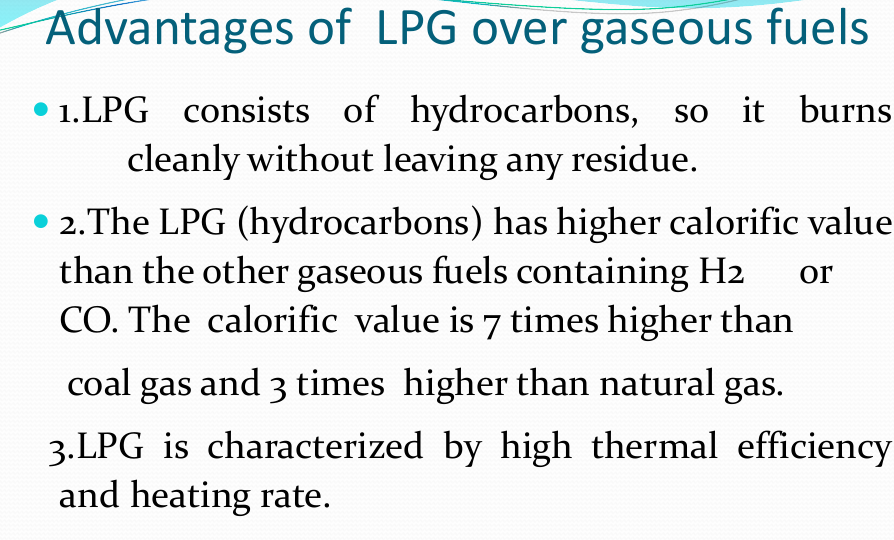 Advantages of LPG over gaseous fuels
• 1.LPG consists of hydrocarbons, so it burns
cleanly without leaving any residue.
• 2.The LPG (hydrocarbons) has higher calorific value
than the other gaseous fuels containing H2 or
CO. The calorific value is 7 times higher than
coal gas and 3 times higher than natural gas.
3.LPG is characterized by high thermal efficiency
and heating rate.